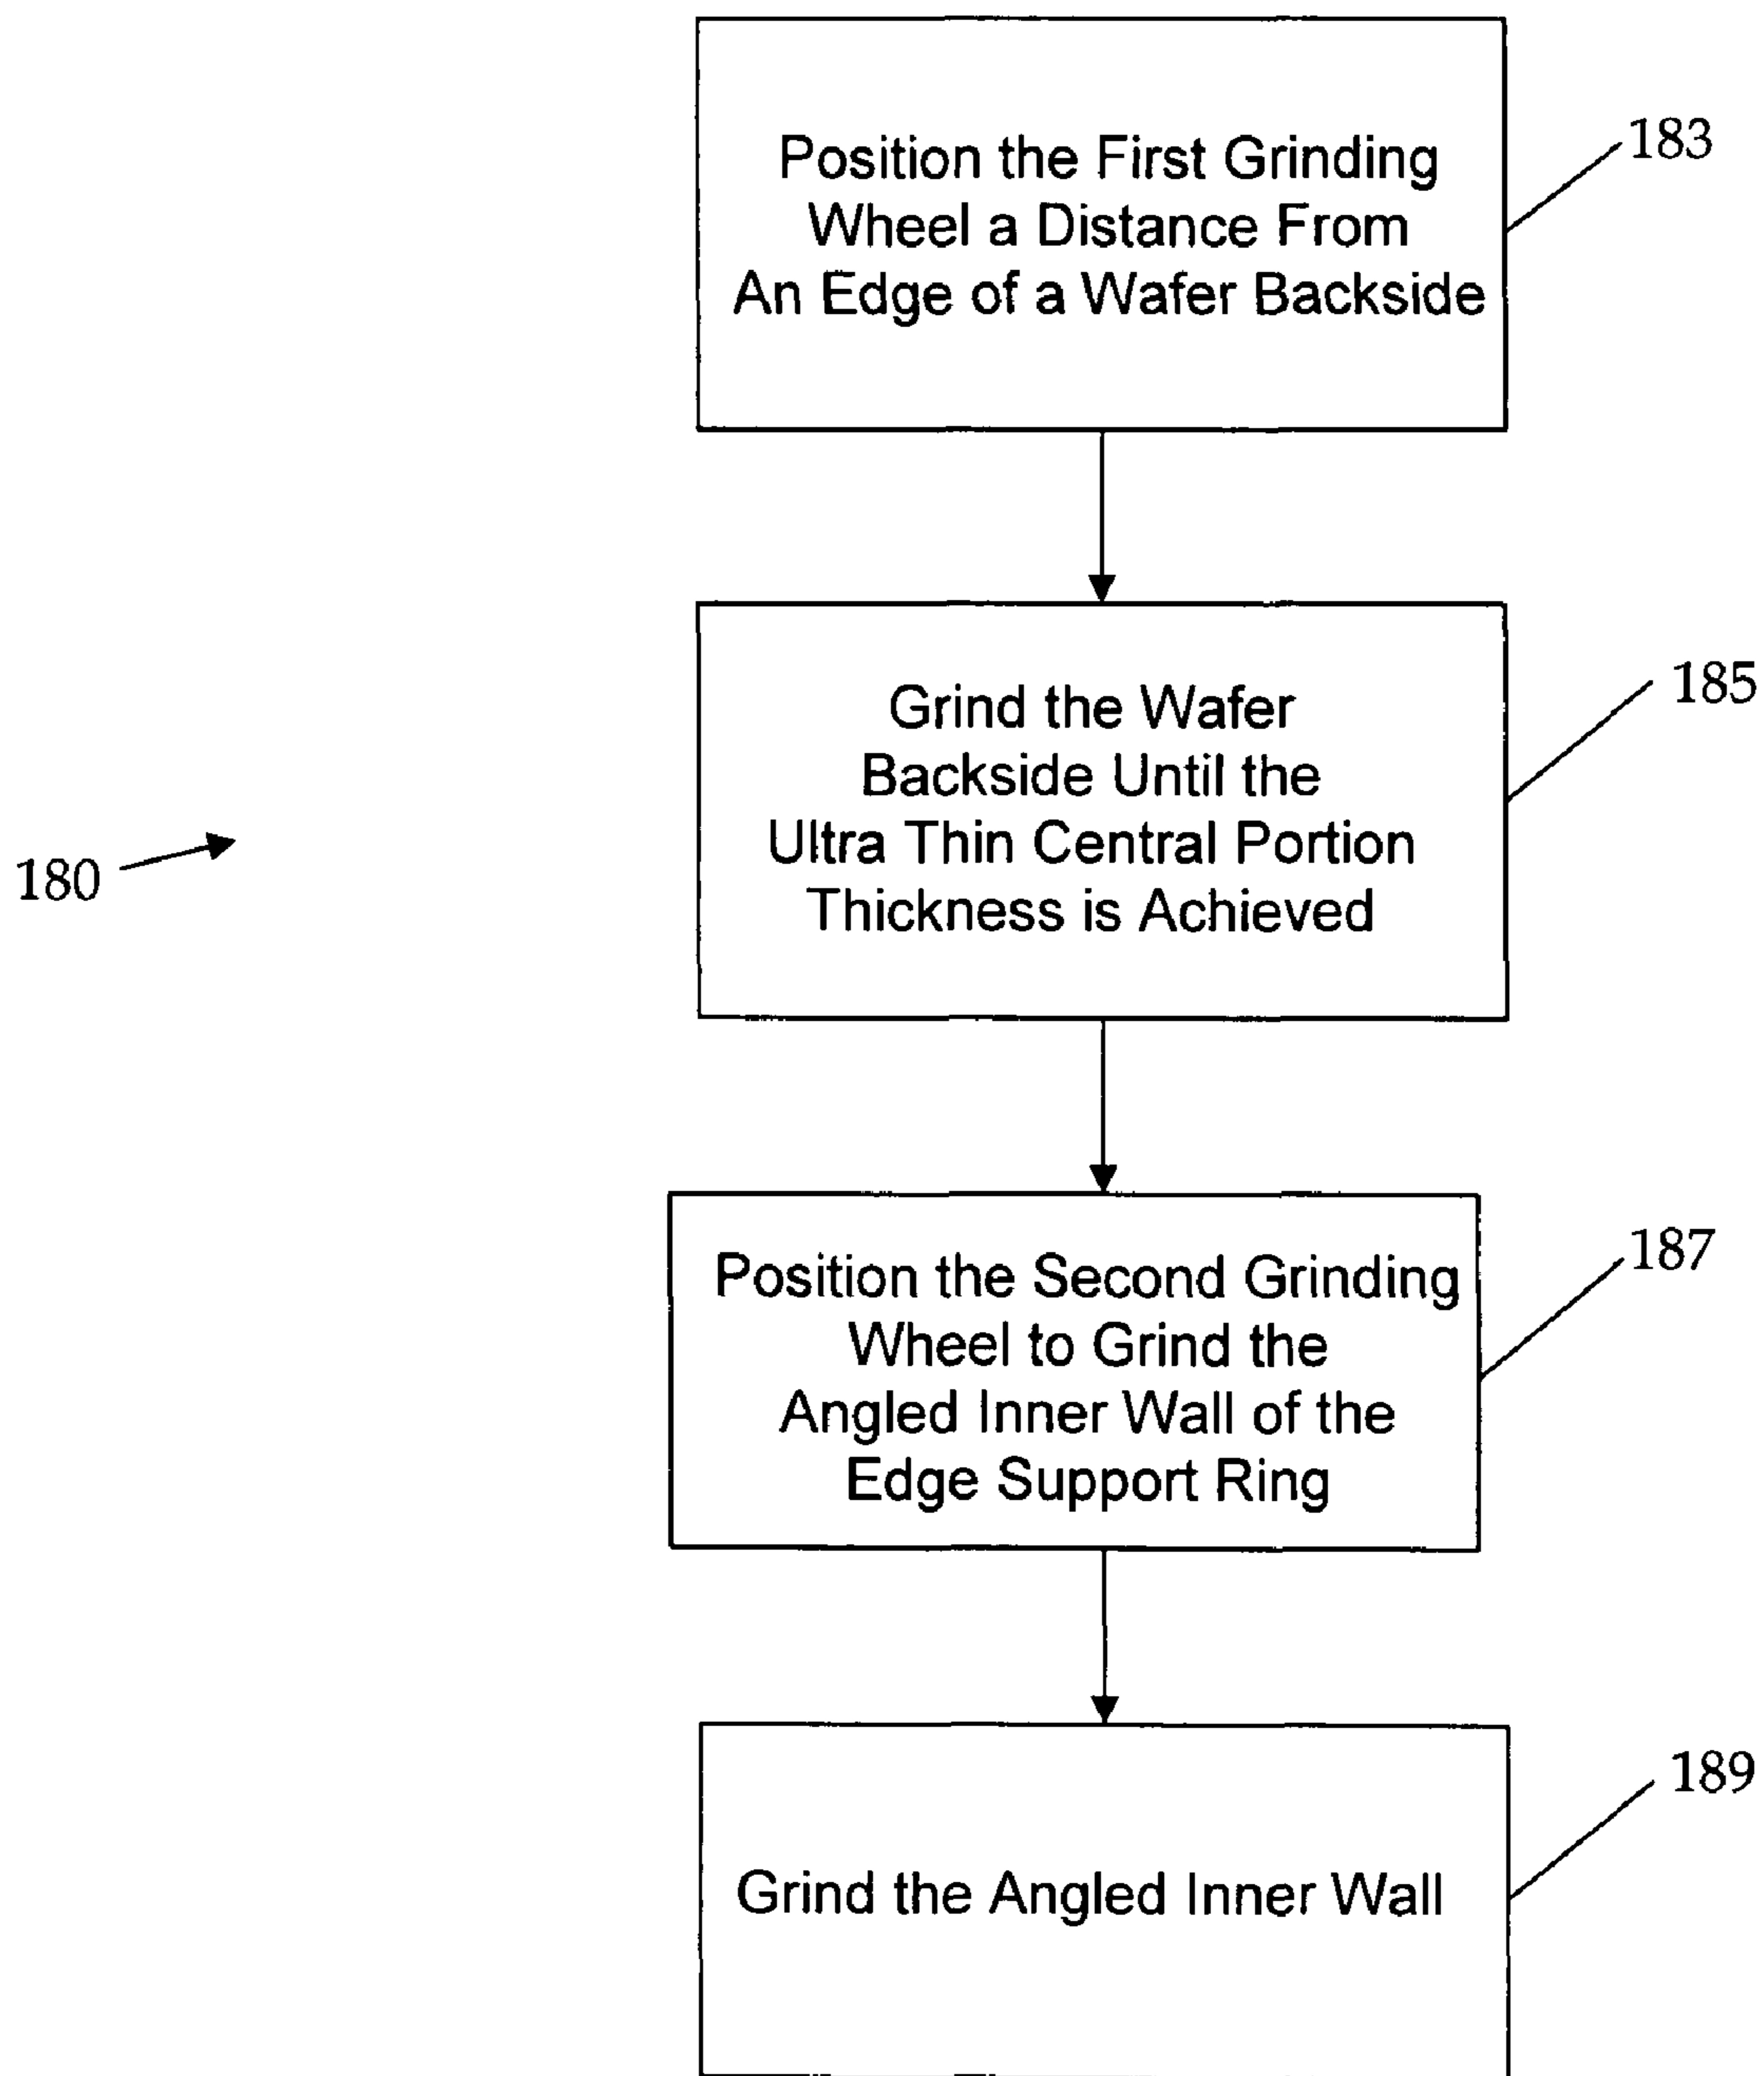 Position the First Grinding
Wheel a Distance From
An Edge of a Wafer Backside
183
Grind the Wafer
Backside Until the
Ultra Thin Central Portion
Thickness is Achieved
185
180
Position the Second Grinding
Wheel to Grind the
Angled Inner Wall of the
Edge Support Ring
187
Grind the Angled Inner Wall
189